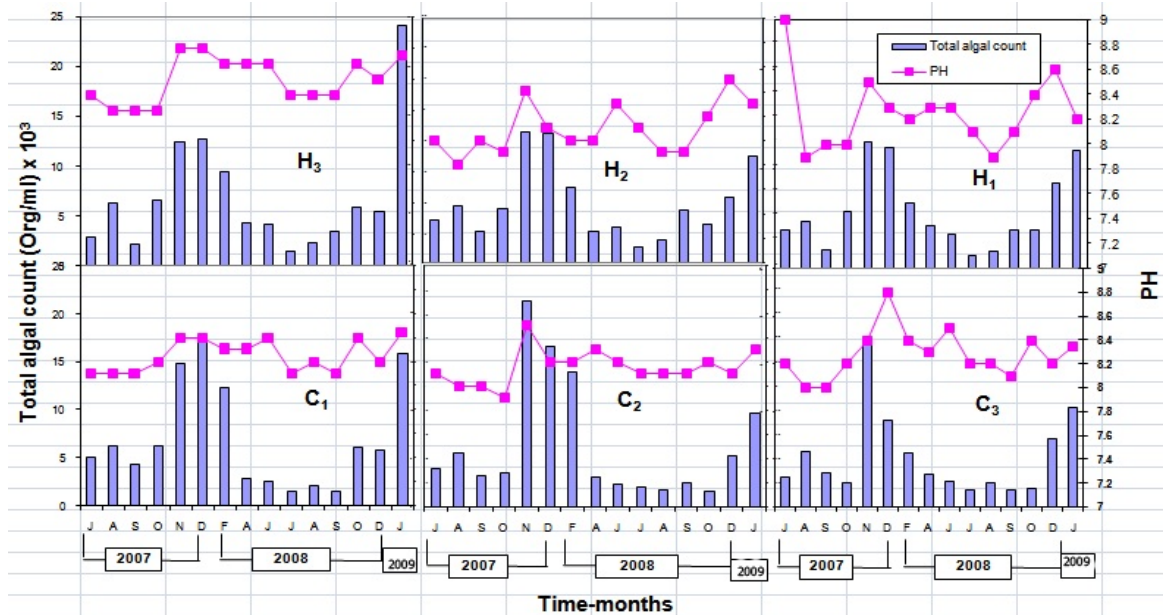 Total algal count (Org/ml) x 10³
25
20
15
10
5
H₃
H₂
H₁
Total algal count
PH
9
8.8
8.6
8.4
8.2
8
7.8
7.6
7.4
7.2
7
PH
25
20
15
10
5
0
C₁
C₂
C₃
8.8
8.6
8.4
8.2
8
7.8
7.6
7.4
7.2
7
J A S O N D F A J J A O D J
J A S O N D F A J J A S O D J
J A S O N D F A J J A S O D J
2007 2008 2009
2007 2008 2009
2007 2008 2009
Time-months